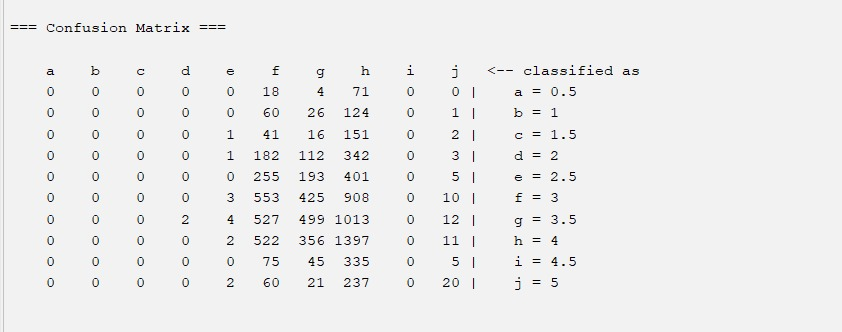 === Confusion Matrix ===
a b c d e f g h i j <-- classified as
0 0 0 0 0 18 4 71 0 0 | a = 0.5
0 0 0 0 0 60 26 124 0 1 | b = 1
0 0 0 0 1 41 16 151 0 2 | c = 1.5
0 0 0 0 1 182 112 342 0 3 | d = 2
0 0 0 0 0 255 193 401 0 5 | e = 2.5
0 0 0 0 3 553 425 908 0 10 | f = 3
0 0 0 2 4 527 499 1013 0 12 | g = 3.5
0 0 0 0 2 522 356 1397 0 11 | h = 4
0 0 0 0 0 75 45 335 0 5 | i = 4.5
0 0 0 0 2 60 21 237 0 20 | j = 5